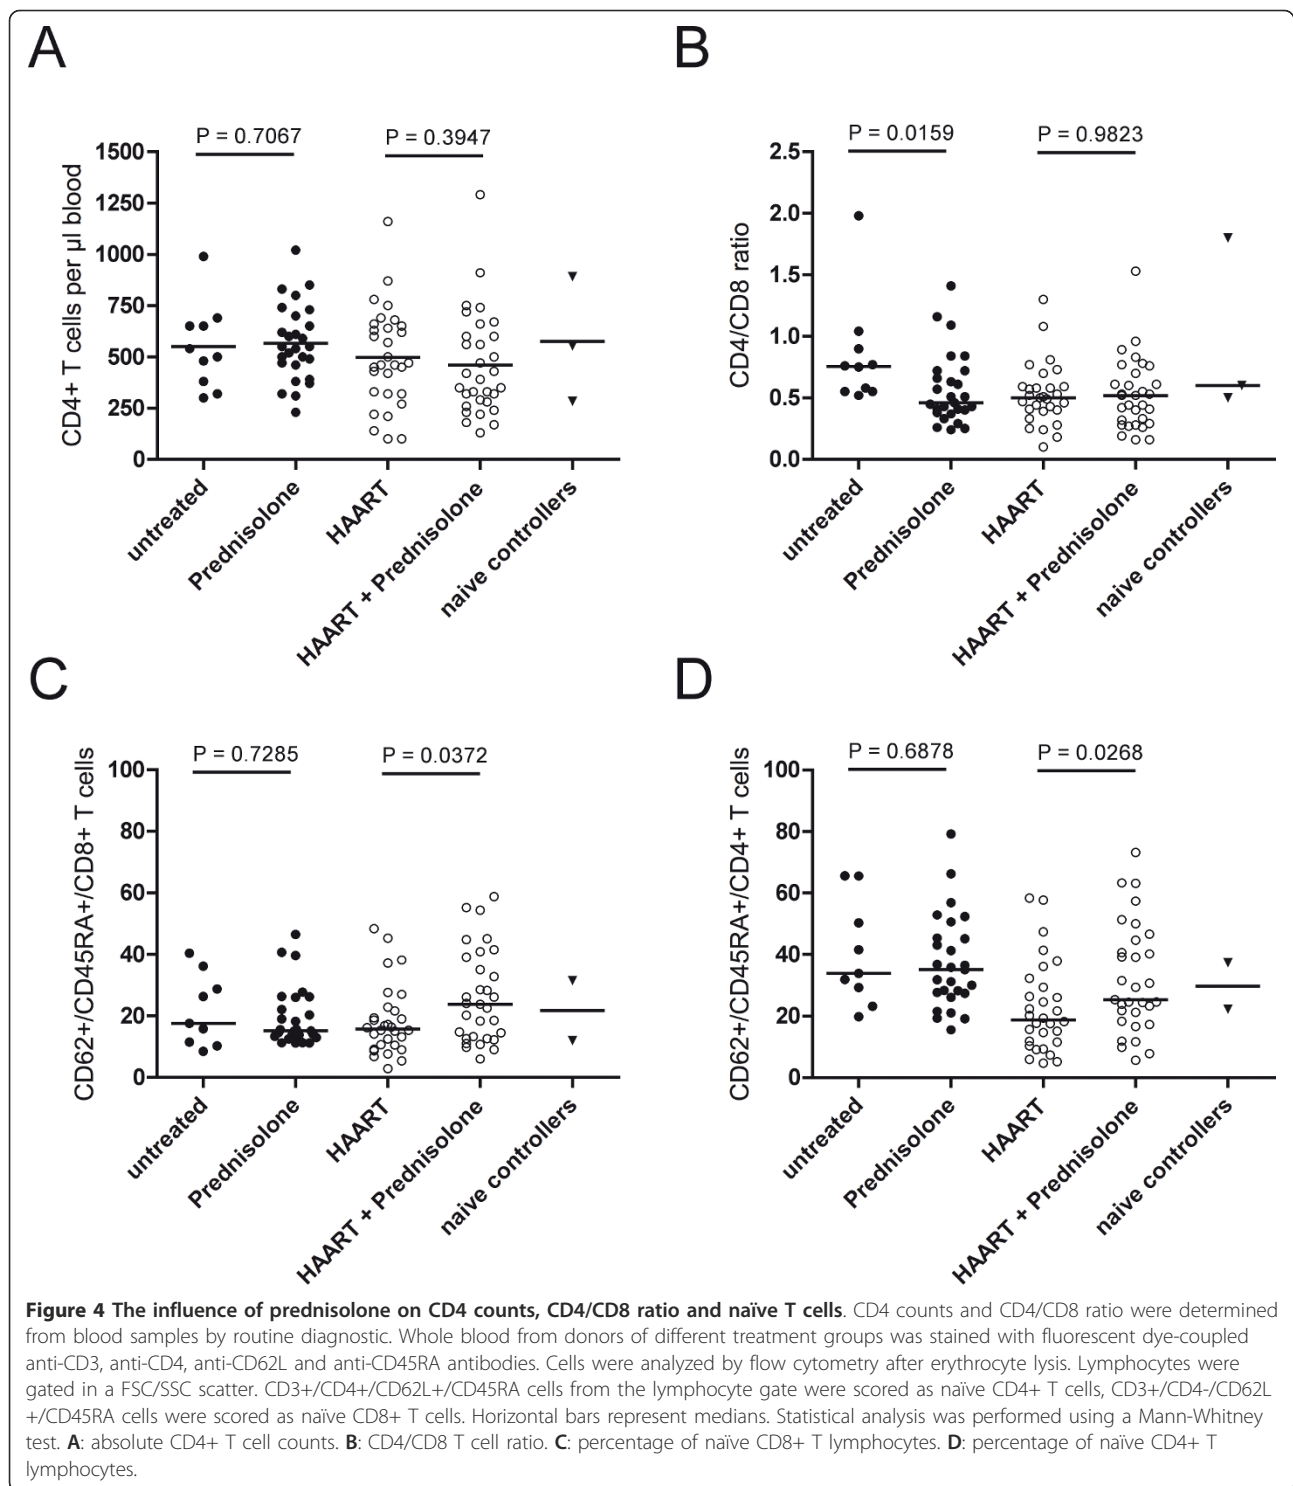 A
P = 0.7067
P = 0.3947
CD4+ T cells per µl blood
1500
1250
1000
750
500
250
0
untreated
Prednisolone
HAART
HAART + Prednisolone
naive controllers
B
P = 0.0159
P = 0.9823
CD4/CD8 ratio
2.5
2.0
1.5
1.0
0.5
0.0
untreated
Prednisolone
HAART
HAART + Prednisolone
naive controllers
C
P = 0.7285
P = 0.0372
CD62+/CD45RA+/CD8+ T cells
100
80
60
40
20
0
untreated
Prednisolone
HAART
HAART + Prednisolone
naive controllers
D
P = 0.6878
P = 0.0268
CD62+/CD45RA+/CD4+ T cells
100
80
60
40
20
0
untreated
Prednisolone
HAART
HAART + Prednisolone
naive controllers
Figure 4 The influence of prednisolone on CD4 counts, CD4/CD8 ratio and naïve T cells. CD4 counts and CD4/CD8 ratio were determined
from blood samples by routine diagnostic. Whole blood from donors of different treatment groups was stained with fluorescent dye-coupled
anti-CD3, anti-CD4, anti-CD62L and anti-CD45RA antibodies. Cells were analyzed by flow cytometry after erythrocyte lysis. Lymphocytes were
gated in a FSC/SSC scatter. CD3+/CD4+/CD62L+/CD45RA cells from the lymphocyte gate were scored as naïve CD4+ T cells, CD3+/CD4-/CD62L
+/CD45RA cells were scored as naïve CD8+ T cells. Horizontal bars represent medians. Statistical analysis was performed using a Mann-Whitney
test. A: absolute CD4+ T cell counts. B: CD4/CD8 T cell ratio. C: percentage of naïve CD8+ T lymphocytes. D: percentage of naïve CD4+ T
lymphocytes.